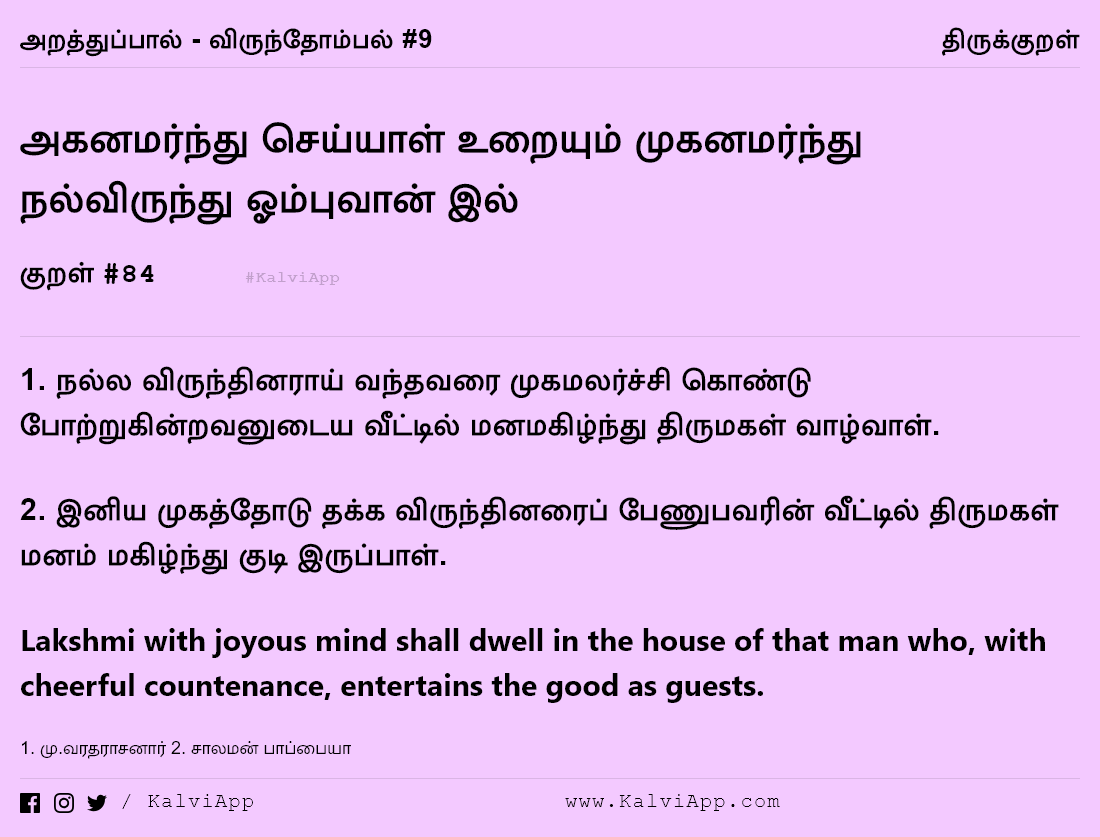 அறத்துப்பால் - விருந்தோம்பல் #9
திருக்குறள்
அகனமர்ந்து செய்யாள் உறையும் முகனமர்ந்து
நல்விருந்து ஓம்புவான் இல்
குறள் #84
#KalviApp
1. நல்ல விருந்தினராய் வந்தவரை முகமலர்ச்சி கொண்டு
போற்றுகின்றவனுடைய வீட்டில் மனமகிழ்ந்து திருமகள் வாழ்வாள்.
2. இனிய முகத்தோடு தக்க விருந்தினரைப் பேணுபவரின் வீட்டில் திருமகள்
மனம் மகிழ்ந்து குடி இருப்பாள்.
Lakshmi with joyous mind shall dwell in the house of that man who, with
cheerful countenance, entertains the good as guests.
1. மு.வரதராசனார் 2. சாலமன் பாப்பையா
/ KalviApp
www.KalviApp.com